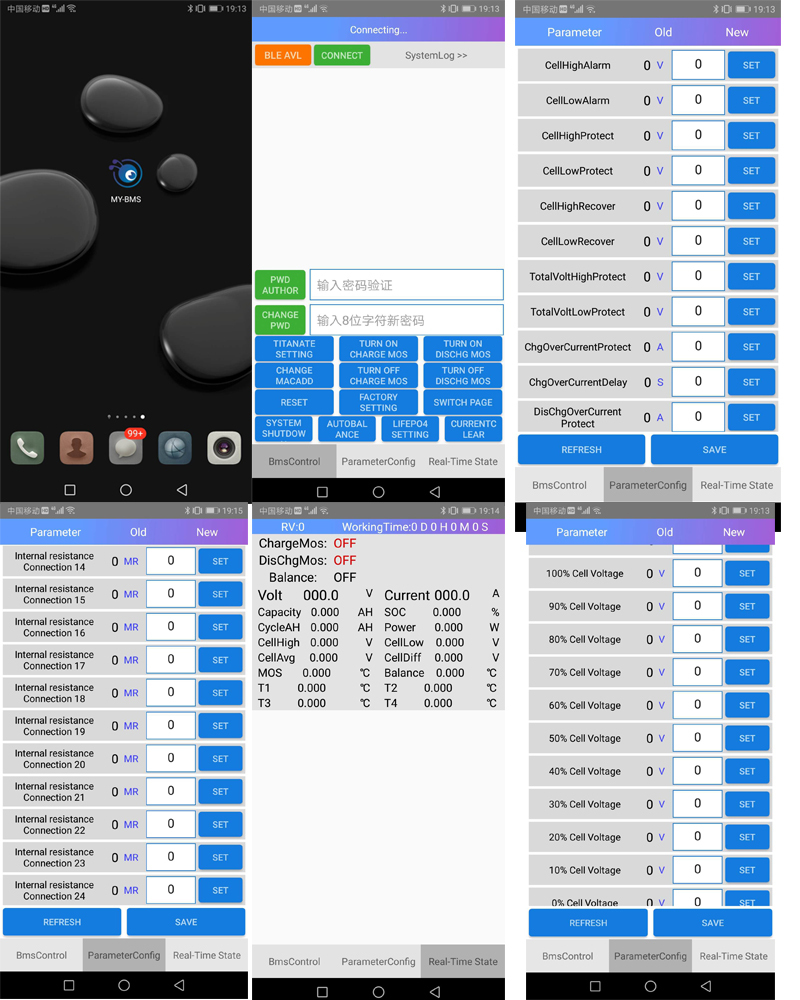 中国移动 HD 4G 19:13
MY-BMS
99+
中国移动 HD 4G 19:13
Connecting...
BLE AVL CONNECT SystemLog >>
PWD
AUTHOR
输入密码验证
CHANGE
PWD
输入8位字符新密码
TITANATE
SETTING
TURN ON
CHARGE MOS
TURN ON
DISCHG MOS
CHANGE
MACADD
TURN OFF
CHARGE MOS
TURN OFF
DISCHG MOS
RESET
FACTORY
SETTING
SWITCH PAGE
SYSTEM
SHUTDOW
AUTOBAL
ANCE
LIFEPO4
SETTING
CURRENTC
LEAR
BmsControl ParameterConfig Real-Time State
中国移动 HD 4G 19:13
Parameter Old New
CellHighAlarm 0 V 0 SET
CellLowAlarm 0 V 0 SET
CellHighProtect 0 V 0 SET
CellLowProtect 0 V 0 SET
CellHighRecover 0 V 0 SET
CellLowRecover 0 V 0 SET
TotalVoltHighProtect 0 V 0 SET
TotalVoltLowProtect 0 V 0 SET
ChgOverCurrentProtect 0 A 0 SET
ChgOverCurrentDelay 0 S 0 SET
DisChgOverCurrent
Protect 0 A 0 SET
REFRESH SAVE
BmsControl ParameterConfig Real-Time State
中国移动 HD 4G 19:15
Parameter Old New
Internal resistance
Connection 14 0 MR 0 SET
Internal resistance
Connection 15 0 MR 0 SET
Internal resistance
Connection 16 0 MR 0 SET
Internal resistance
Connection 17 0 MR 0 SET
Internal resistance
Connection 18 0 MR 0 SET
Internal resistance
Connection 19 0 MR 0 SET
Internal resistance
Connection 20 0 MR 0 SET
Internal resistance
Connection 21 0 MR 0 SET
Internal resistance
Connection 22 0 MR 0 SET
Internal resistance
Connection 23 0 MR 0 SET
Internal resistance
Connection 24 0 MR 0 SET
REFRESH SAVE
BmsControl ParameterConfig Real-Time State
中国移动 HD 4G 19:14
RV:0 WorkingTime:0 D 0 H 0 M 0 S
ChargeMos: OFF
DisChgMos: OFF
Balance: OFF
Volt 000.0 V Current 000.0 A
Capacity 0.000 AH SOC 0.000 %
CycleAH 0.000 AH Power 0.000 W
CellHigh 0.000 V CellLow 0.000 V
CellAvg 0.000 V CellDiff 0.000 V
MOS 0.000 ℃ Balance 0.000 ℃
T1 0.000 ℃ T2 0.000 ℃
T3 0.000 ℃ T4 0.000 ℃
BmsControl ParameterConfig Real-Time State
中国移动 HD 4G 19:13
Parameter Old New
100% Cell Voltage 0 V 0 SET
90% Cell Voltage 0 V 0 SET
80% Cell Voltage 0 V 0 SET
70% Cell Voltage 0 V 0 SET
60% Cell Voltage 0 V 0 SET
50% Cell Voltage 0 V 0 SET
40% Cell Voltage 0 V 0 SET
30% Cell Voltage 0 V 0 SET
20% Cell Voltage 0 V 0 SET
10% Cell Voltage 0 V 0 SET
0% Cell Voltage 0 V 0 SET
REFRESH SAVE
BmsControl ParameterConfig Real-Time State